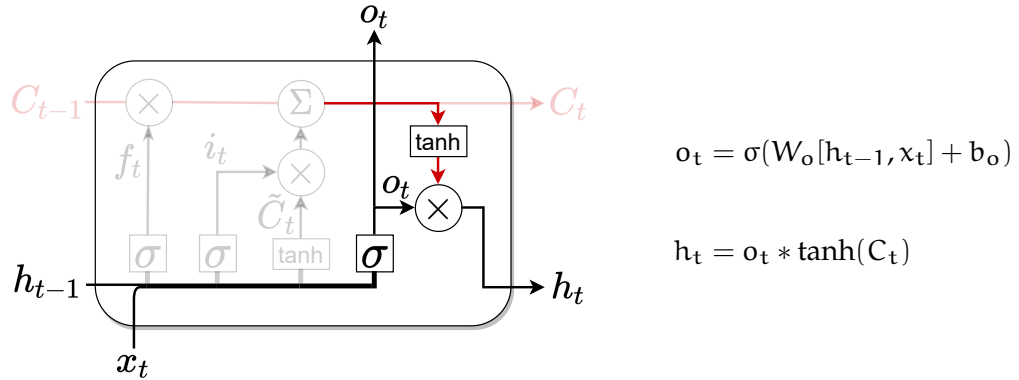 o_t
C_{t−1} × Σ C_t
tanh
f_t i_t
o_t = σ(W_o[h_{t−1}, x_t] + b_o)
× o_t ×
C̃_t
σ σ tanh σ
h_t = o_t ∗ tanh(C_t)
h_{t−1} h_t
x_t